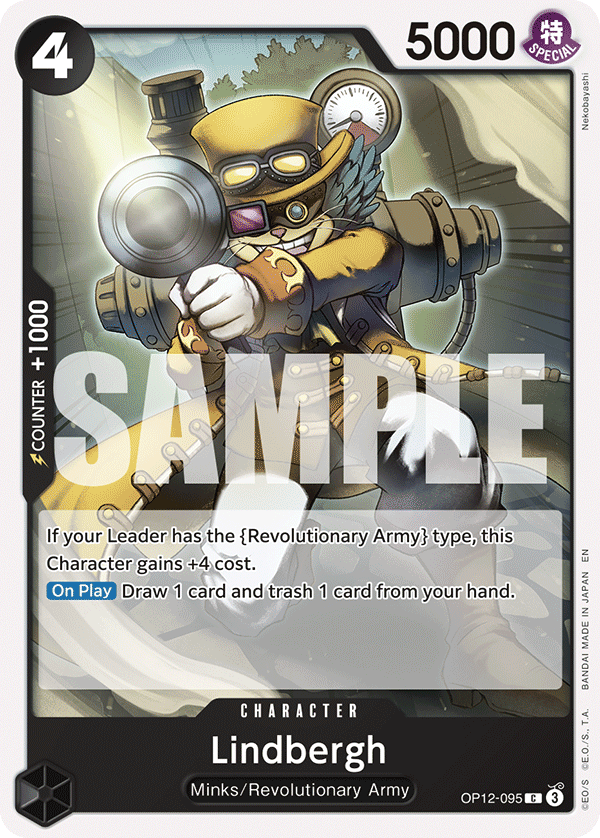 4
5000
特
SPECIAL
Nekobayashi
COUNTER +1000
SAMPLE
If your Leader has the {Revolutionary Army} type, this
Character gains +4 cost.
On Play Draw 1 card and trash 1 card from your hand.
CHARACTER
Lindbergh
Minks/Revolutionary Army
OP12-095 C 3
©E.O/S ©E.O./S., T.A. BANDAI MADE IN JAPAN EN